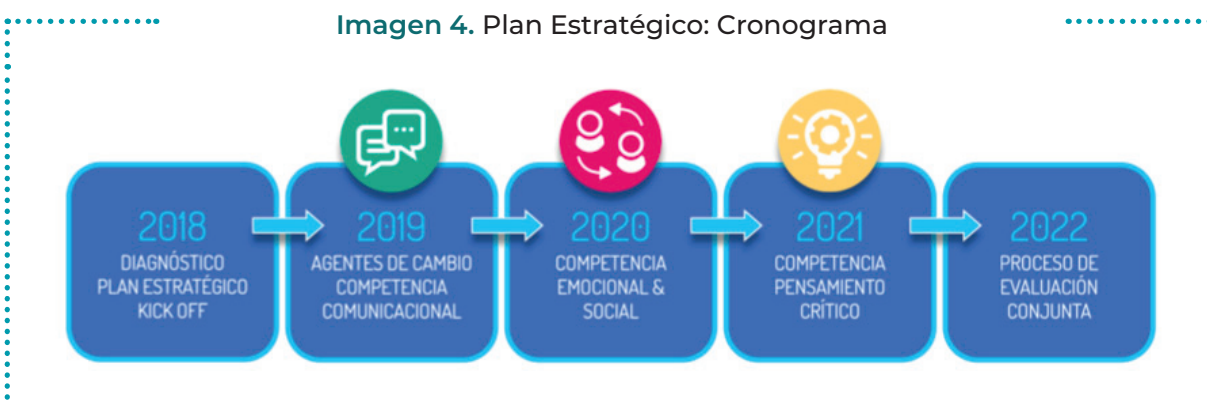 Imagen 4. Plan Estratégico: Cronograma
2018
DIAGNÓSTICO
PLAN ESTRATÉGICO
KICK OFF
2019
AGENTES DE CAMBIO
COMPETENCIA
COMUNICACIONAL
2020
COMPETENCIA
EMOCIONAL &
SOCIAL
2021
COMPETENCIA
PENSAMIENTO
CRÍTICO
2022
PROCESO DE
EVALUACIÓN
CONJUNTA